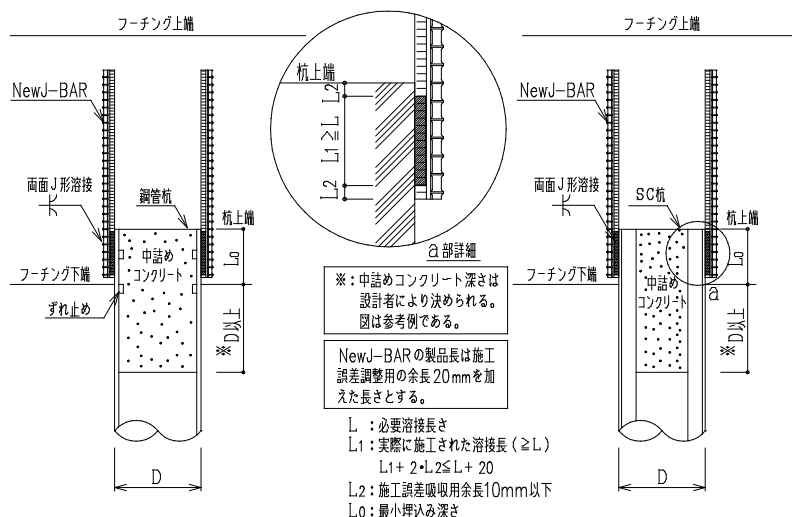 フーチング上端
NewJ-BAR
両面J形溶接
鋼管杭
杭上端
中詰め
コンクリート
L0
フーチング下端
ずれ止め
※D以上
D
杭上端
L2
L1≧L
L2
a部詳細
※：中詰めコンクリート深さは
設計者により決められる。
図は参考例である。
NewJ-BARの製品長は施工
誤差調整用の余長20mmを加
えた長さとする。
L：必要溶接長さ
L1：実際に施工された溶接長（≧L）
L1+2・L2≦L+20
L2：施工誤差吸収用余長10mm以下
L0：最小埋込み深さ
フーチング上端
NewJ-BAR
両面J形溶接
SC杭
杭上端
L0
フーチング下端
中詰め
コンクリート
a
※D以上
D